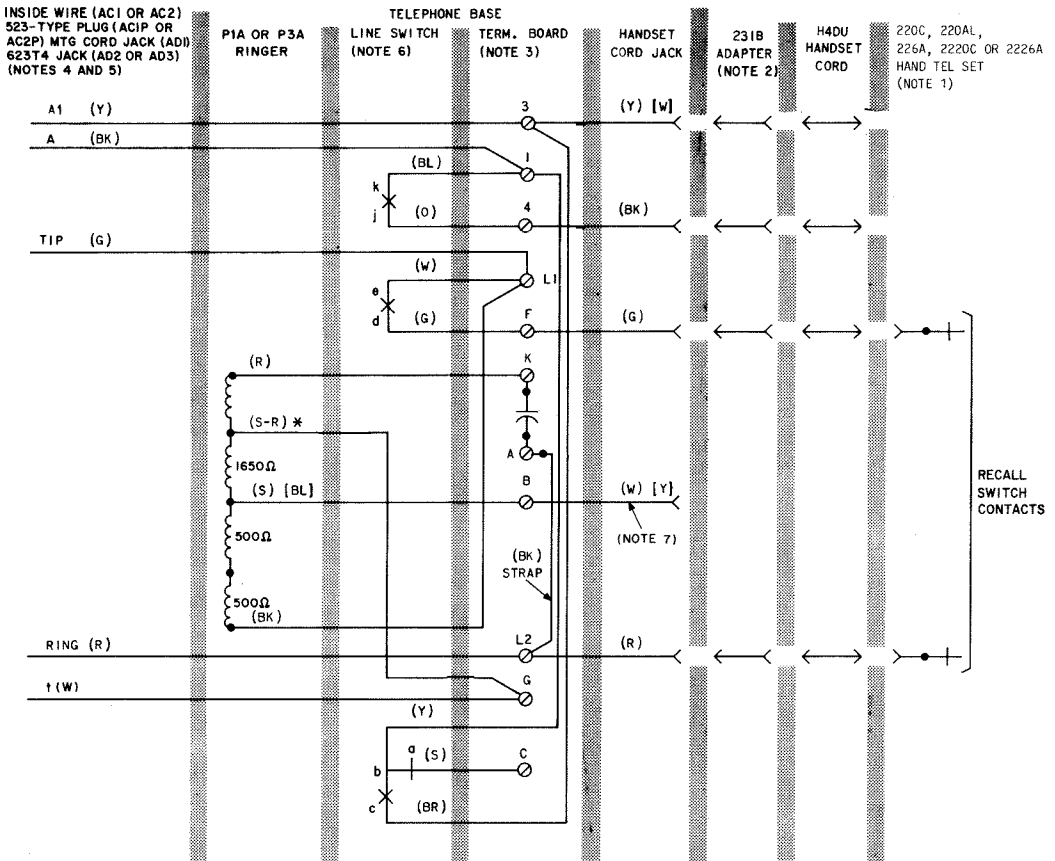 INSIDE WIRE (AC1 OR AC2)
523-TYPE PLUG (AC1P OR
AC2P) MTG CORD JACK (AD1)
623T4 JACK (AD2 OR AD3)
(NOTES 4 AND 5)
P1A OR P3A
RINGER
TELEPHONE BASE
LINE SWITCH
(NOTE 6)
TERM. BOARD
(NOTE 3)
HANDSET
CORD JACK
231B
ADAPTER
(NOTE 2)
H4DU
HANDSET
CORD
220C, 220AL,
226A, 2220C OR 2226A
HAND TEL SET
(NOTE 1)
A1 (Y)
3
(Y) [W]
A (BK)
(BL)
1
k
j
(O)
4
(BK)
TIP (G)
(W)
L1
e
d
(G)
F
(G)
(R)
K
(S-R) *
1650Ω
A
(S) [BL]
B
(W) [Y]
500Ω
(NOTE 7)
(BK)
STRAP
500Ω
(BK)
RECALL
SWITCH
CONTACTS
RING (R)
L2
(R)
† (W)
G
(Y)
a
(S)
C
b
c
(BR)